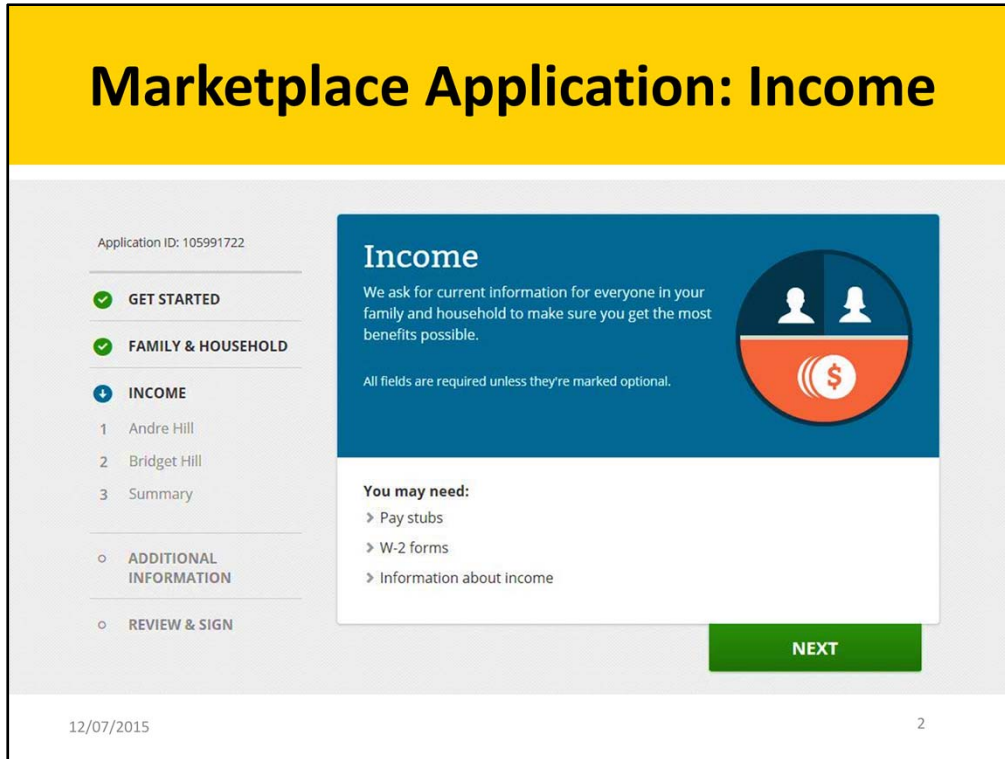 Marketplace Application: Income
Application ID: 105991722
GET STARTED
FAMILY & HOUSEHOLD
INCOME
1 Andre Hill
2 Bridget Hill
3 Summary
ADDITIONAL
INFORMATION
REVIEW & SIGN
Income
We ask for current information for everyone in your
family and household to make sure you get the most
benefits possible.
All fields are required unless they're marked optional.
$
You may need:
> Pay stubs
> W-2 forms
> Information about income
NEXT
12/07/2015
2